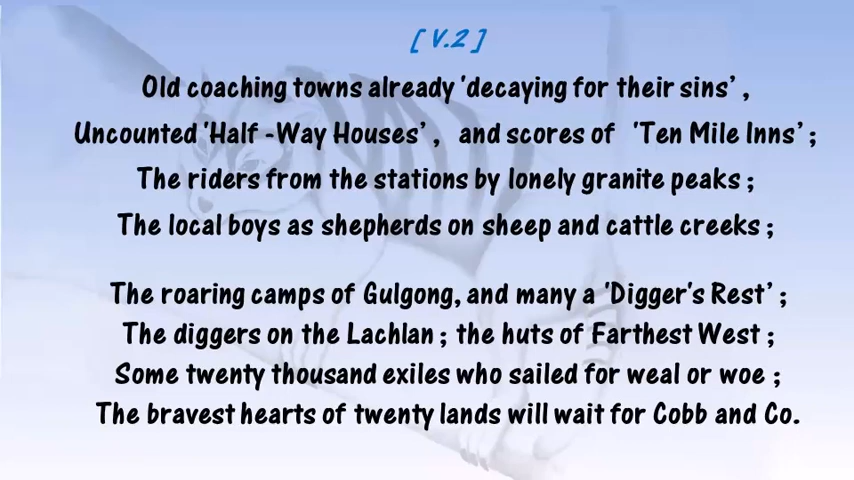 [ V.2 ]
Old coaching towns already 'decaying for their sins' ,
Uncounted 'Half -Way Houses' , and scores of 'Ten Mile Inns' ;
The riders from the stations by lonely granite peaks ;
The local boys as shepherds on sheep and cattle creeks ;
The roaring camps of Gulgong, and many a 'Digger's Rest' ;
The diggers on the Lachlan ; the huts of Farthest West ;
Some twenty thousand exiles who sailed for weal or woe ;
The bravest hearts of twenty lands will wait for Cobb and Co.